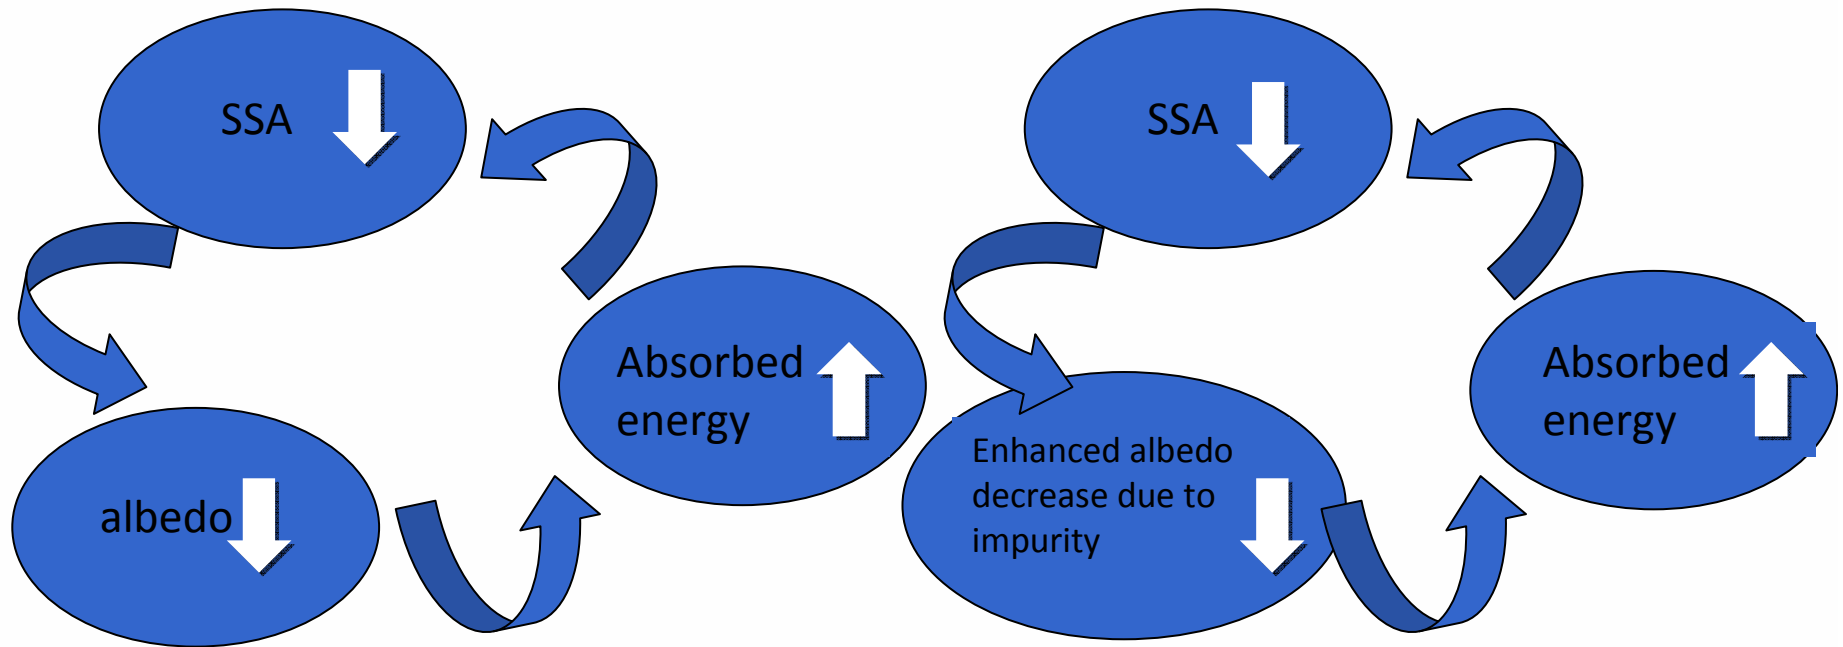 SSA
albedo
Absorbed
energy
SSA
Enhanced albedo
decrease due to
impurity
Absorbed
energy